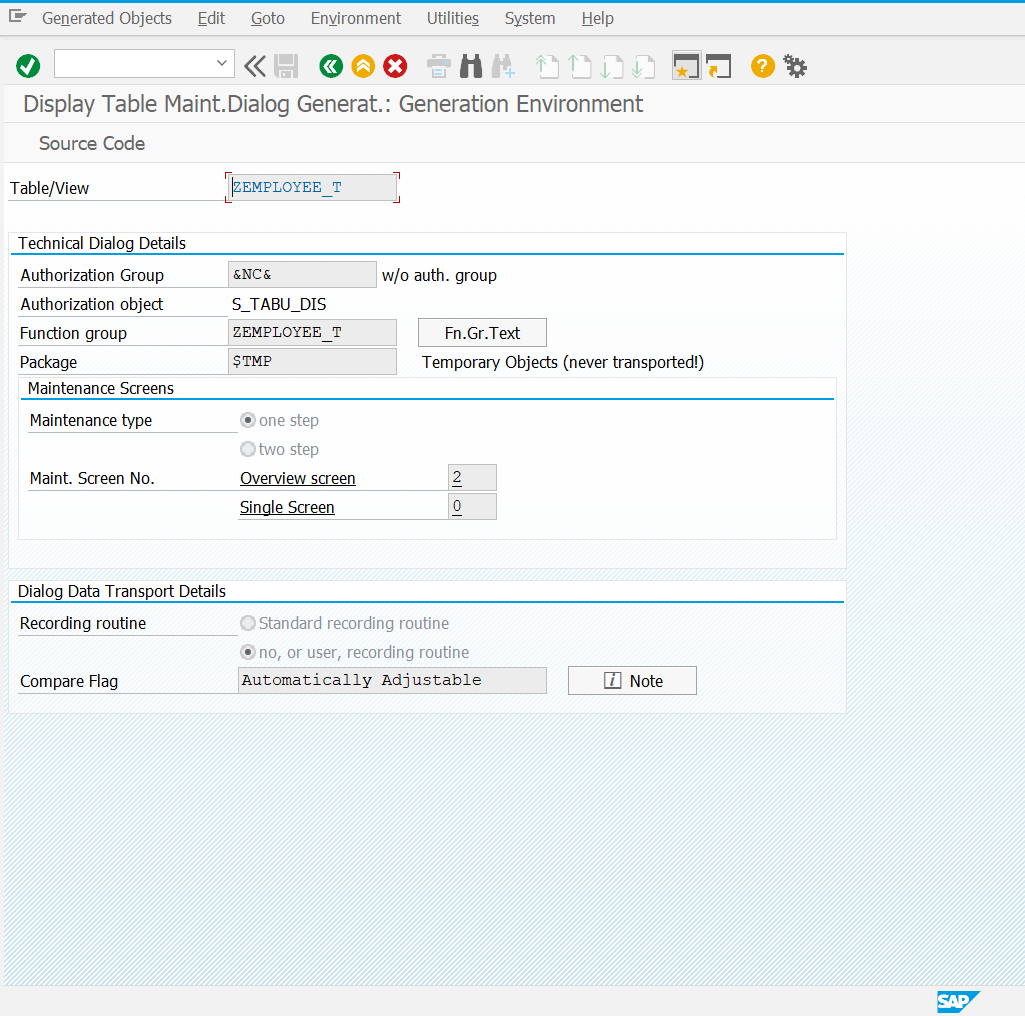 Generated Objects Edit Goto Environment Utilities System Help
Display Table Maint.Dialog Generat.: Generation Environment
Source Code
Table/View ZEMPLOYEE_T
Technical Dialog Details
Authorization Group &NC& w/o auth. group
Authorization object S_TABU_DIS
Function group ZEMPLOYEE_T Fn.Gr.Text
Package $TMP Temporary Objects (never transported!)
Maintenance Screens
Maintenance type one step
two step
Maint. Screen No. Overview screen 2
Single Screen 0
Dialog Data Transport Details
Recording routine Standard recording routine
no, or user, recording routine
Compare Flag Automatically Adjustable i Note
SAP